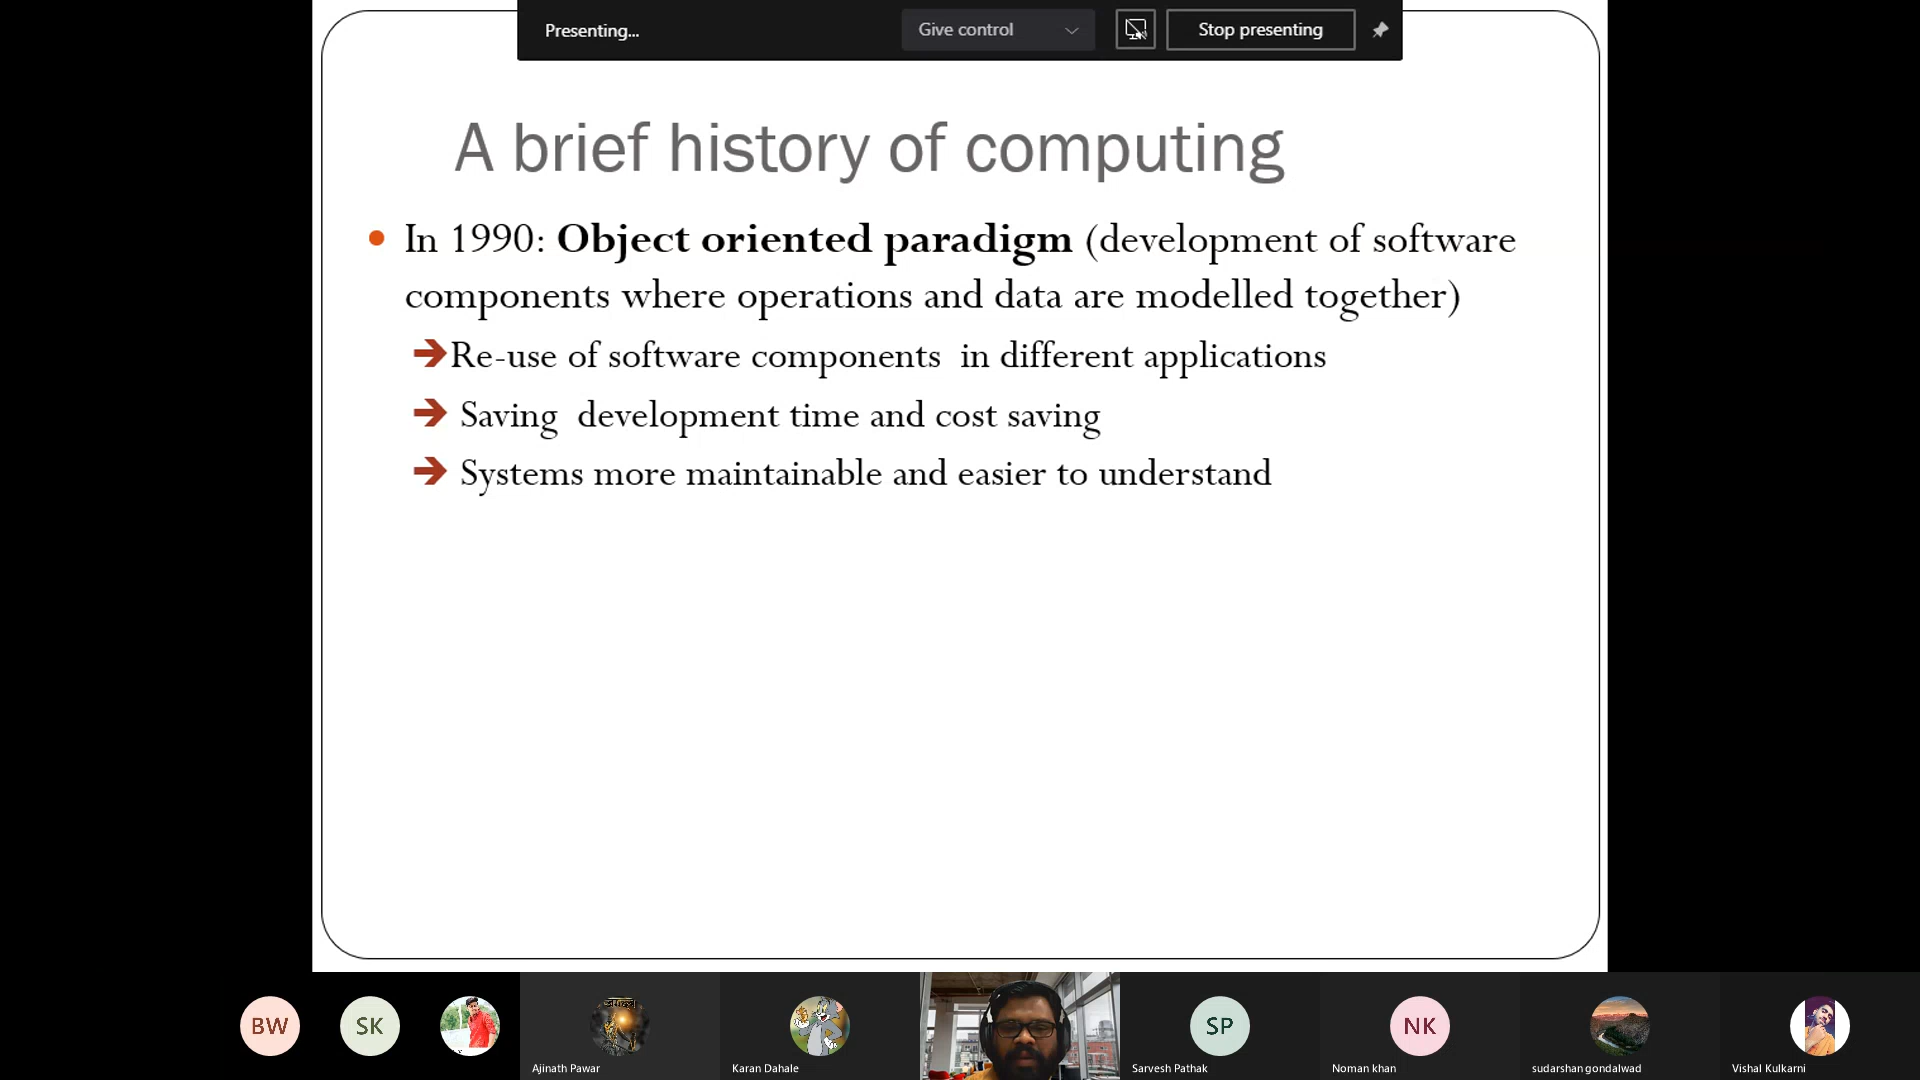 Presenting...
Give control
Stop presenting
A brief history of computing
• In 1990: Object oriented paradigm (development of software
components where operations and data are modelled together)
➔Re-use of software components in different applications
➔ Saving development time and cost saving
➔ Systems more maintainable and easier to understand
BW
SK
SP
NK
Ajinath Pawar
Karan Dahale
Sarvesh Pathak
Noman khan
sudarshan gondalwad
Vishal Kulkarni